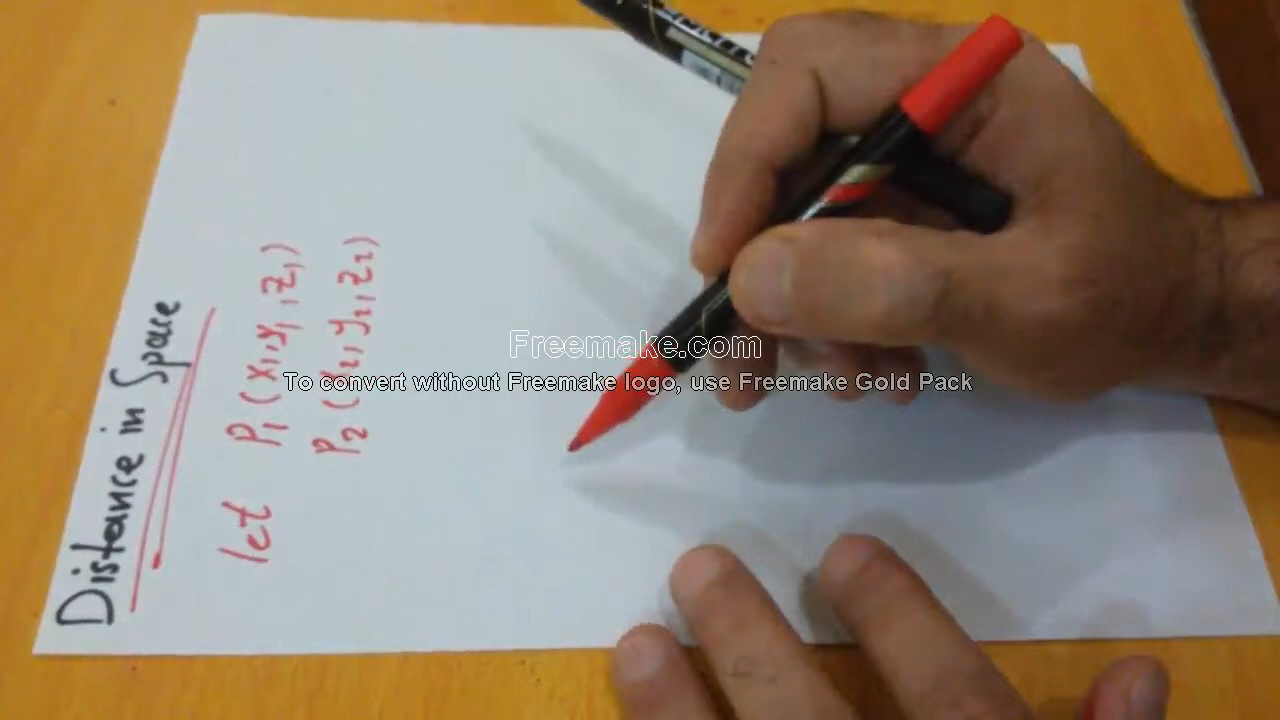 Distance in Space
let P1(x1,y1,z1)
P2(x2,y2,z2)
Freemake.com
To convert without Freemake logo, use Freemake Gold Pack